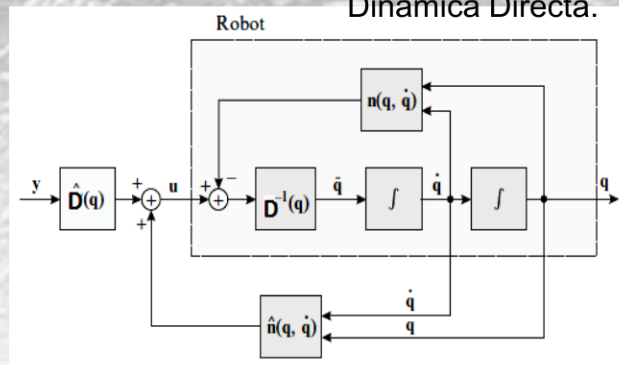 Dinámica Directa.
Robot
n(q, q̇)
y
D̂(q)
+
+
+
u
+
−
+
D⁻¹(q)
q̈
∫
q̇
∫
q
n̂(q, q̇)
q̇
q